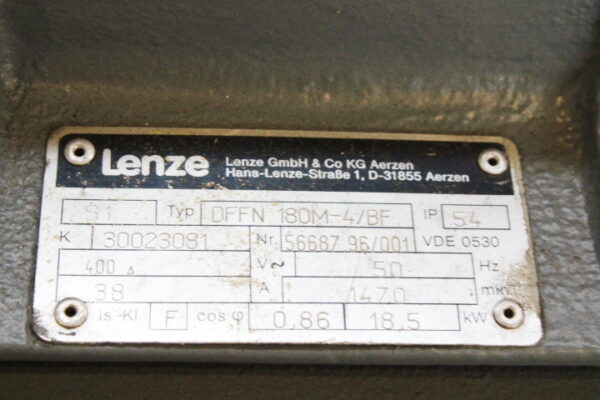 Lenze Lenze GmbH & Co KG Aerzen
Hans-Lenze-Straße 1, D-31855 Aerzen
S1 Typ DFFN 180M-4/BF IP 54
K 30023081 Nr. 56687 96/001 VDE 0530
400 △ V~ 50 Hz
38 A 1470 min
Is.-Kl. F cos φ 0,86 18,5 kW